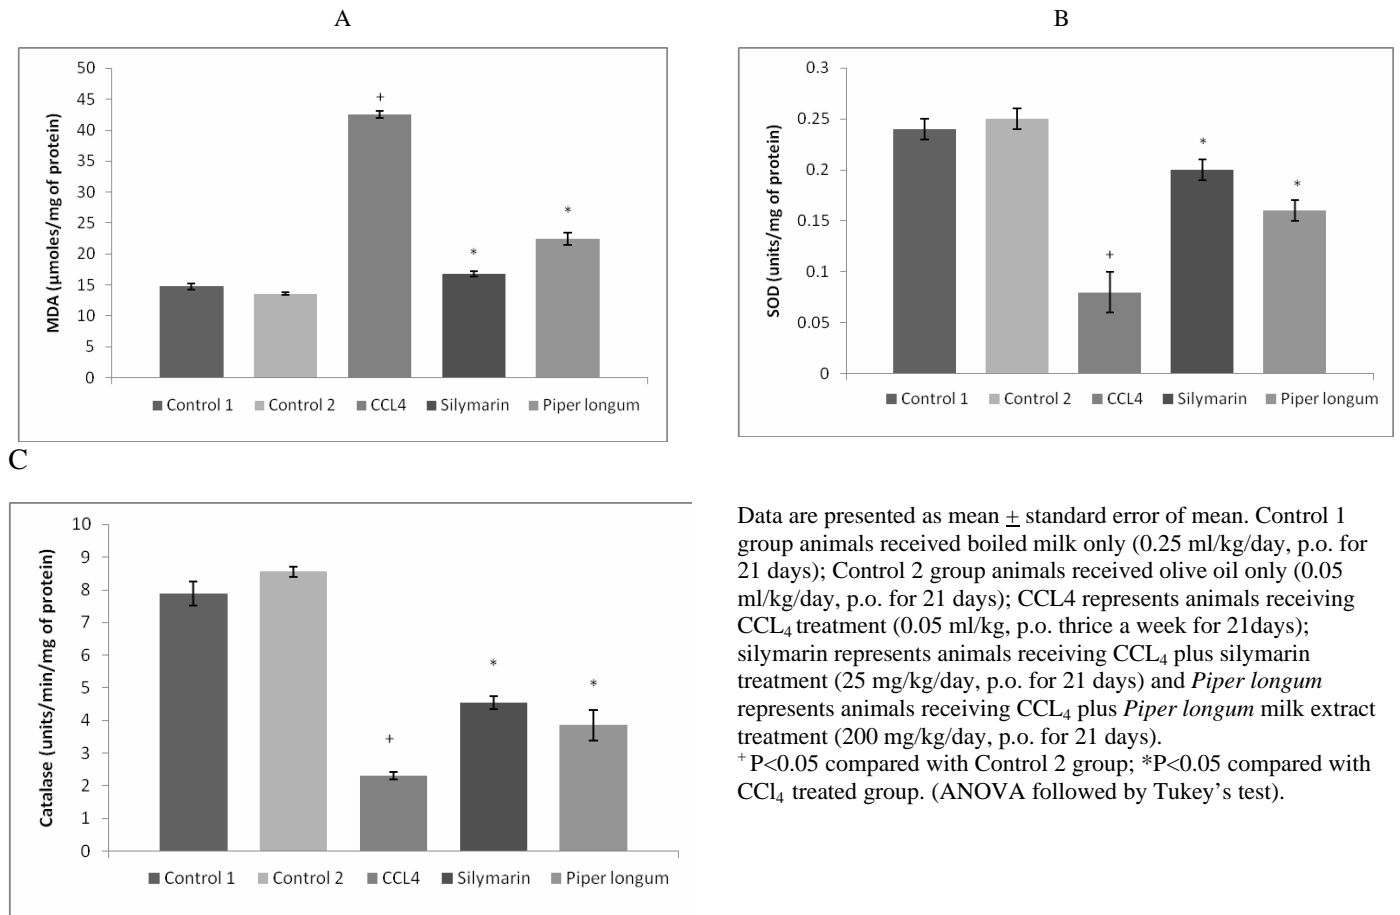 A
MDA (µmoles/mg of protein)
50
45
40
35
30
25
20
15
10
5
0
+
*
*
Control 1 Control 2 CCL4 Silymarin Piper longum
B
SOD (units/mg of protein)
0.3
0.25
0.2
0.15
0.1
0.05
0
+
*
*
Control 1 Control 2 CCL4 Silymarin Piper longum
C
Catalase (units/min/mg of protein)
10
9
8
7
6
5
4
3
2
1
0
+
*
*
Control 1 Control 2 CCL4 Silymarin Piper longum
Data are presented as mean + standard error of mean. Control 1
group animals received boiled milk only (0.25 ml/kg/day, p.o. for
21 days); Control 2 group animals received olive oil only (0.05
ml/kg/day, p.o. for 21 days); CCL4 represents animals receiving
CCL₄ treatment (0.05 ml/kg, p.o. thrice a week for 21days);
silymarin represents animals receiving CCL₄ plus silymarin
treatment (25 mg/kg/day, p.o. for 21 days) and Piper longum
represents animals receiving CCL₄ plus Piper longum milk extract
treatment (200 mg/kg/day, p.o. for 21 days).
⁺ P<0.05 compared with Control 2 group; *P<0.05 compared with
CCl₄ treated group. (ANOVA followed by Tukey’s test).